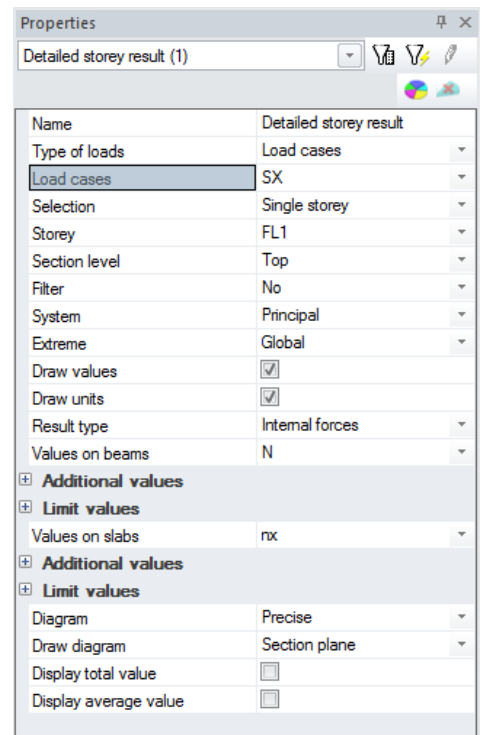 Properties
Detailed storey result (1)
Name Detailed storey result
Type of loads Load cases
Load cases SX
Selection Single storey
Storey FL1
Section level Top
Filter No
System Principal
Extreme Global
Draw values
Draw units
Result type Internal forces
Values on beams N
Additional values
Limit values
Values on slabs nx
Additional values
Limit values
Diagram Precise
Draw diagram Section plane
Display total value
Display average value